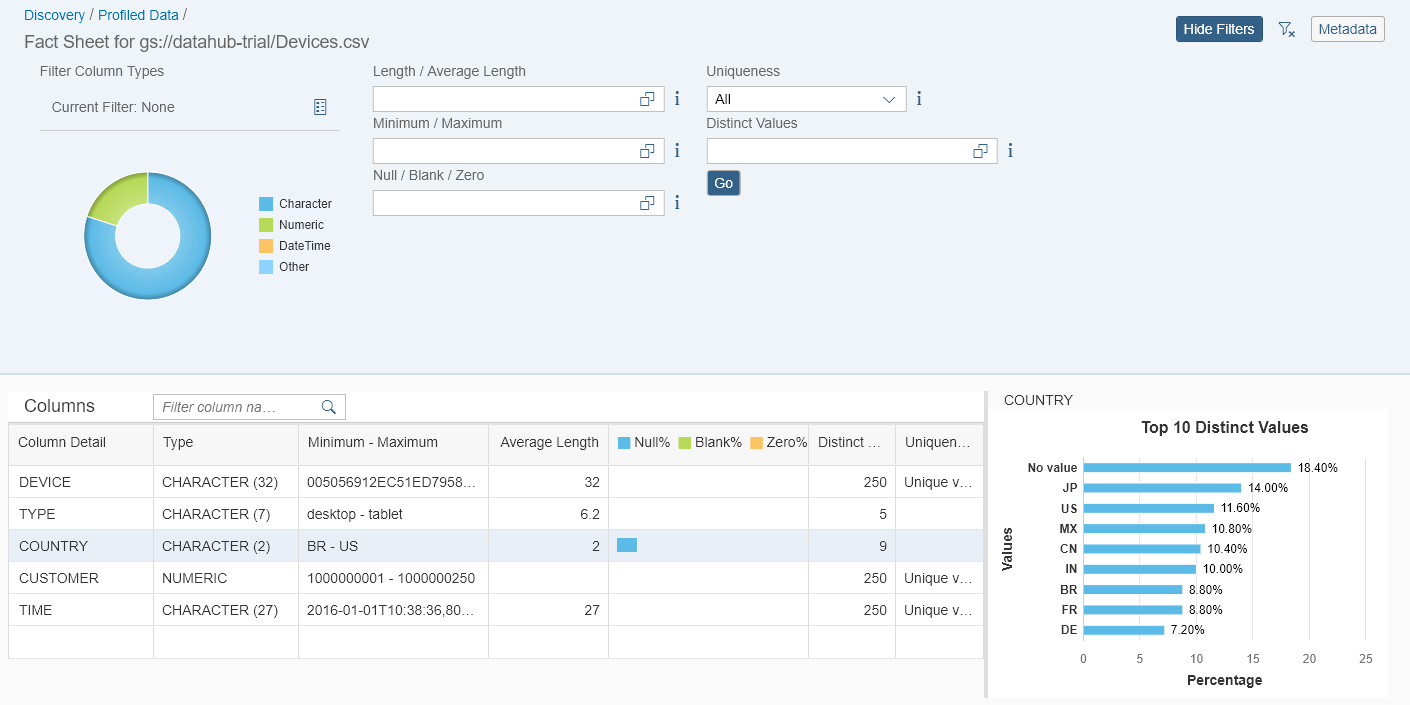 Discovery / Profiled Data /
Fact Sheet for gs://datahub-trial/Devices.csv
Hide Filters
Metadata
Filter Column Types
Current Filter: None
Character
Numeric
DateTime
Other
Length / Average Length
Minimum / Maximum
Null / Blank / Zero
Uniqueness
All
Distinct Values
Go
Columns
Filter column na…
Column Detail Type Minimum - Maximum Average Length Null% Blank% Zero% Distinct … Uniquen…
DEVICE CHARACTER (32) 005056912EC51ED7958… 32 250 Unique v…
TYPE CHARACTER (7) desktop - tablet 6.2 5
COUNTRY CHARACTER (2) BR - US 2 9
CUSTOMER NUMERIC 1000000001 - 1000000250 250 Unique v…
TIME CHARACTER (27) 2016-01-01T10:38:36,80… 27 250 Unique v…
COUNTRY
Top 10 Distinct Values
Values
No value 18.40%
JP 14.00%
US 11.60%
MX 10.80%
CN 10.40%
IN 10.00%
BR 8.80%
FR 8.80%
DE 7.20%
0 5 10 15 20 25
Percentage